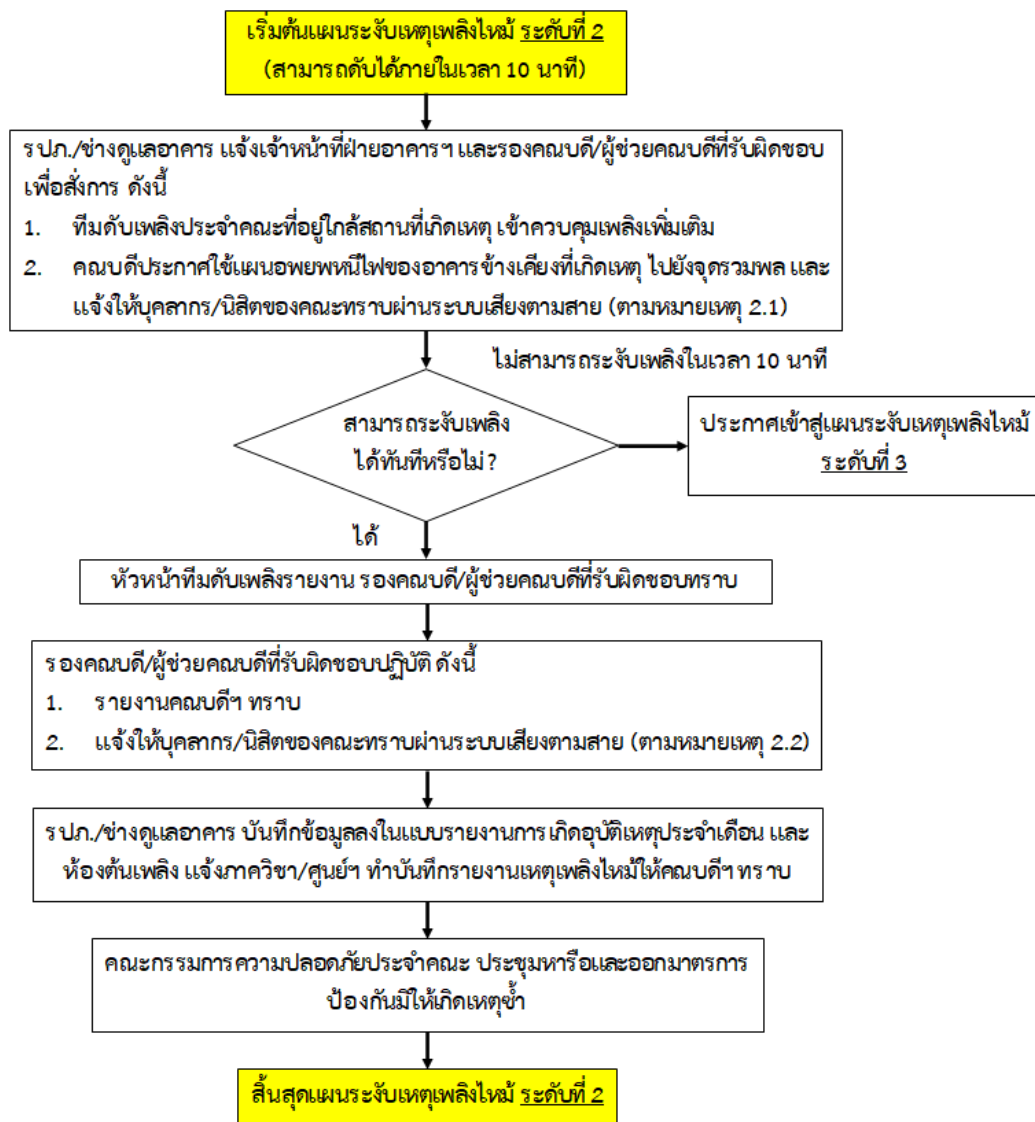 เริ่มต้นแผนระงับเหตุเพลิงไหม้ ระดับที่ 2
(สามารถดับได้ภายในเวลา 10 นาที)
รปภ./ช่างดูแลอาคาร แจ้งเจ้าหน้าที่ฝ่ายอาคารฯ และรองคณบดี/ผู้ช่วยคณบดีที่รับผิดชอบ
เพื่อสั่งการ ดังนี้
1. ทีมดับเพลิงประจำคณะที่อยู่ใกล้สถานที่เกิดเหตุ เข้าควบคุมเพลิงเพิ่มเติม
2. คณบดีประกาศใช้แผนอพยพหนีไฟของอาคารข้างเคียงที่เกิดเหตุ ไปยังจุดรวมพล และ
แจ้งให้บุคลากร/นิสิตของคณะทราบผ่านระบบเสียงตามสาย (ตามหมายเหตุ 2.1)
ไม่สามารถระงับเพลิงในเวลา 10 นาที
สามารถระงับเพลิง
ได้ทันทีหรือไม่?
ประกาศเข้าสู่แผนระงับเหตุเพลิงไหม้
ระดับที่ 3
ได้
หัวหน้าทีมดับเพลิงรายงาน รองคณบดี/ผู้ช่วยคณบดีที่รับผิดชอบทราบ
รองคณบดี/ผู้ช่วยคณบดีที่รับผิดชอบปฏิบัติ ดังนี้
1. รายงานคณบดีฯ ทราบ
2. แจ้งให้บุคลากร/นิสิตของคณะทราบผ่านระบบเสียงตามสาย (ตามหมายเหตุ 2.2)
รปภ./ช่างดูแลอาคาร บันทึกข้อมูลลงในแบบรายงานการเกิดอุบัติเหตุประจำเดือน และ
ห้องต้นเพลิง แจ้งภาควิชา/ศูนย์ฯ ทำบันทึกรายงานเหตุเพลิงไหม้ให้คณบดีฯ ทราบ
คณะกรรมการความปลอดภัยประจำคณะ ประชุมหารือและออกมาตรการ
ป้องกันมิให้เกิดเหตุซ้ำ
สิ้นสุดแผนระงับเหตุเพลิงไหม้ ระดับที่ 2